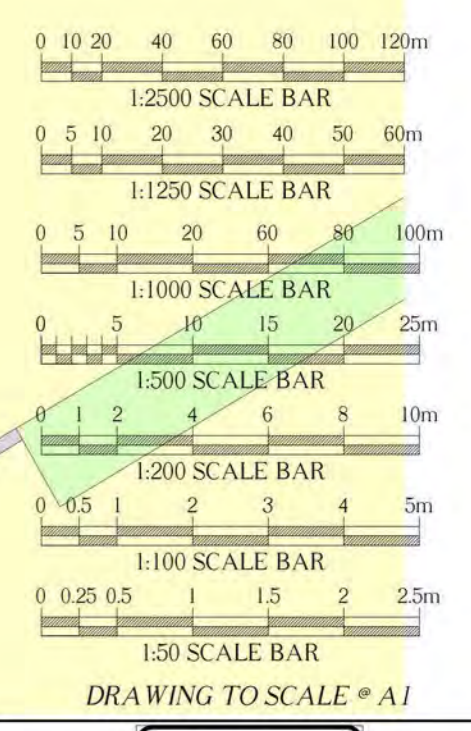 0 10 20 40 60 80 100 120m
1:2500 SCALE BAR
0 5 10 20 30 40 50 60m
1:1250 SCALE BAR
0 5 10 20 60 80 100m
1:1000 SCALE BAR
0 5 10 15 20 25m
1:500 SCALE BAR
0 1 2 4 6 8 10m
1:200 SCALE BAR
0 0.5 1 2 3 4 5m
1:100 SCALE BAR
0 0.25 0.5 1 1.5 2 2.5m
1:50 SCALE BAR
DRAWING TO SCALE @ A1